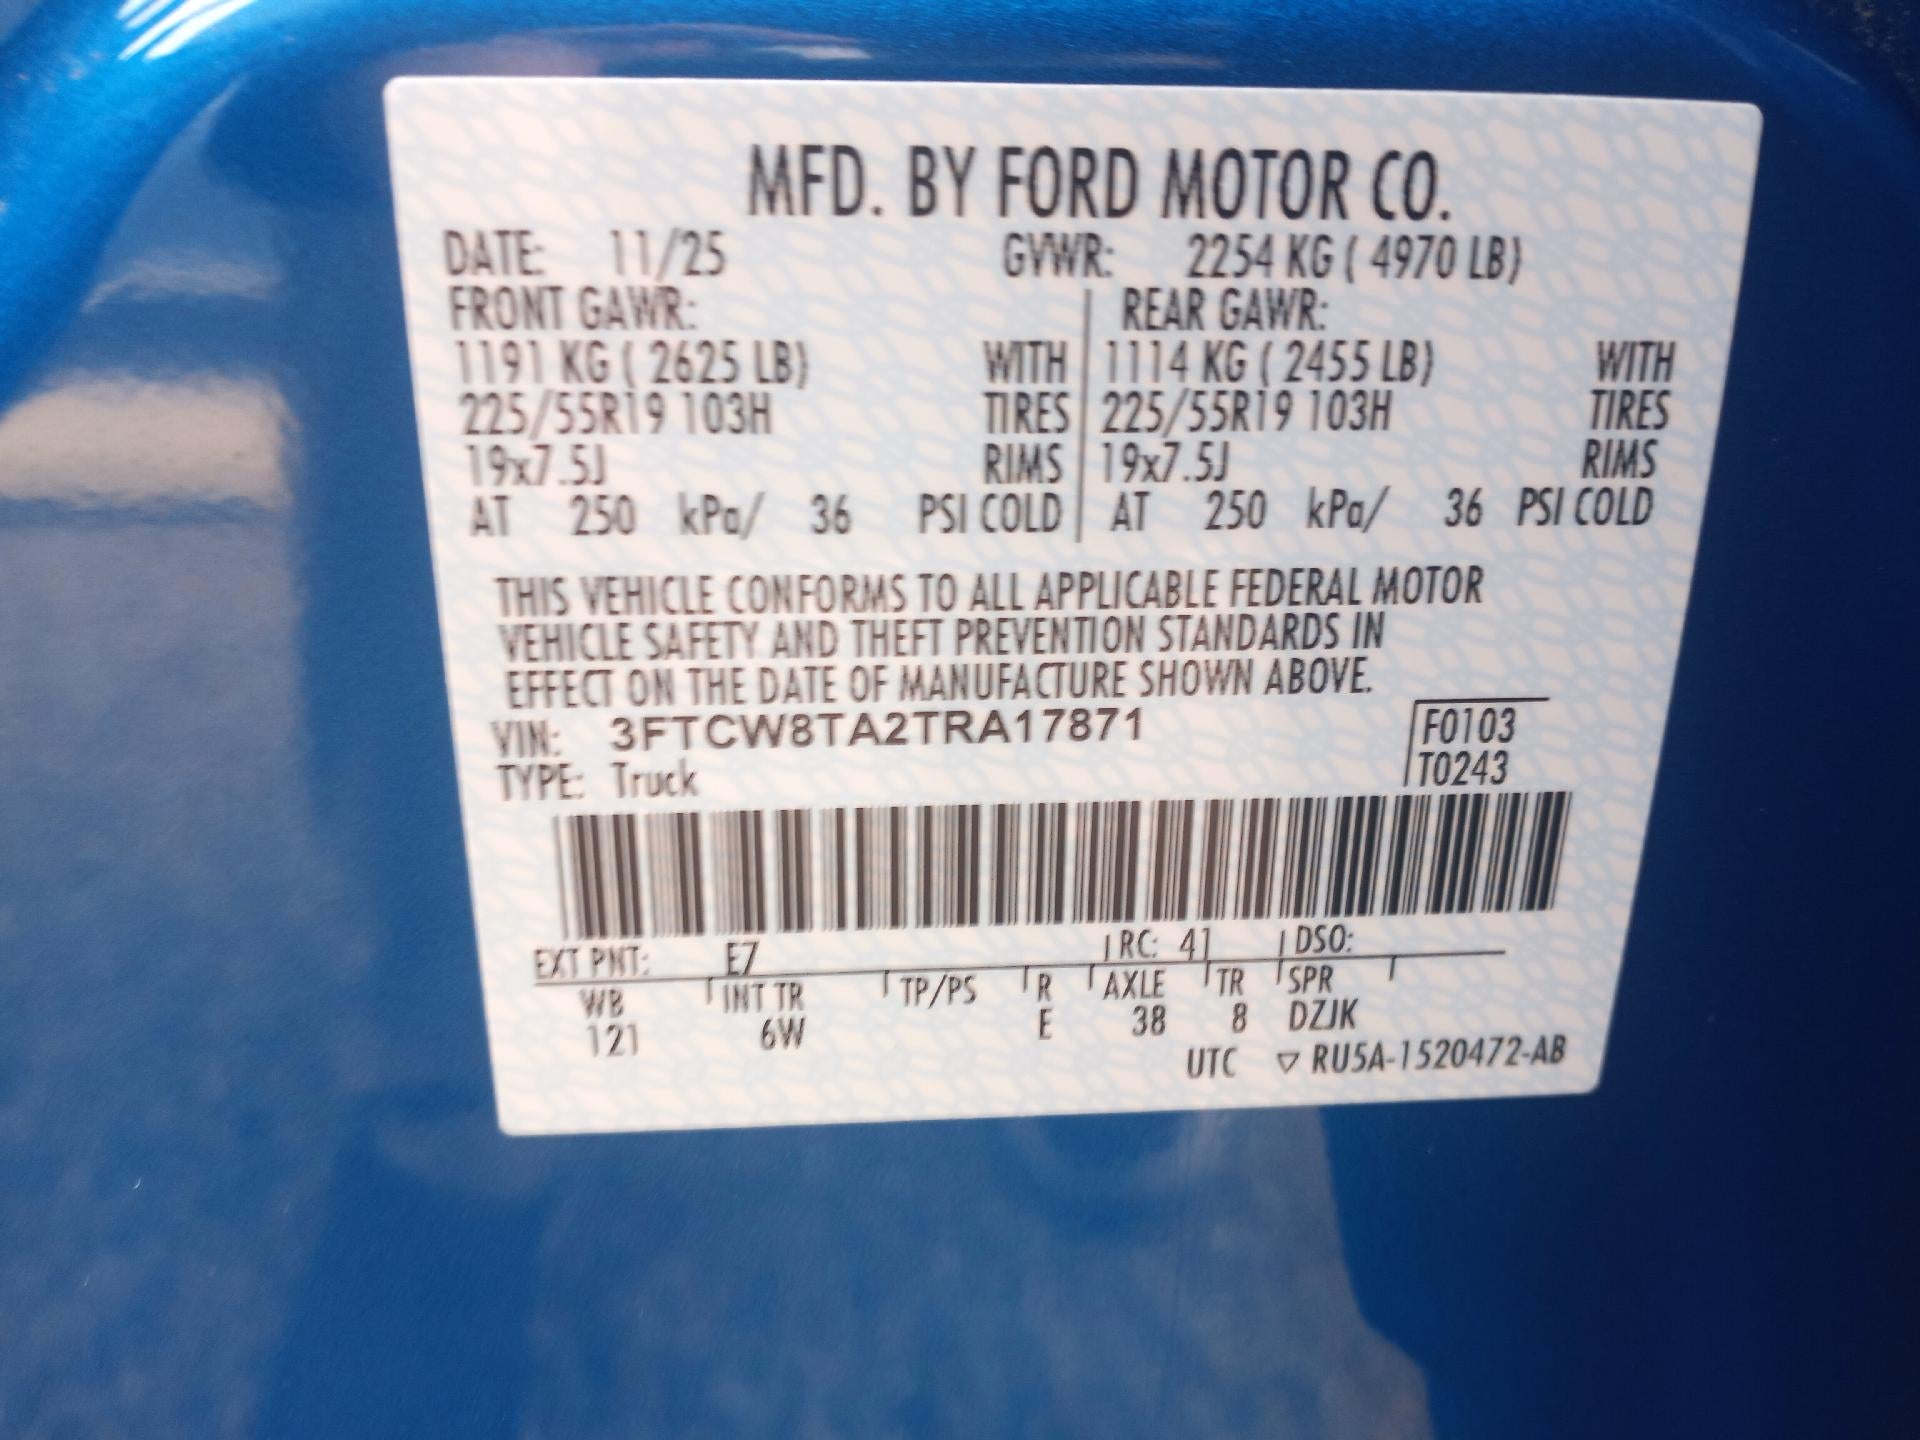 MFD. BY FORD MOTOR CO.
DATE: 11/25 GVWR: 2254 KG ( 4970 LB)
FRONT GAWR: REAR GAWR:
1191 KG ( 2625 LB) WITH 1114 KG ( 2455 LB) WITH
225/55R19 103H TIRES 225/55R19 103H TIRES
19x7.5J RIMS 19x7.5J RIMS
AT 250 kPa/ 36 PSI COLD AT 250 kPa/ 36 PSI COLD
THIS VEHICLE CONFORMS TO ALL APPLICABLE FEDERAL MOTOR
VEHICLE SAFETY AND THEFT PREVENTION STANDARDS IN
EFFECT ON THE DATE OF MANUFACTURE SHOWN ABOVE.
VIN: 3FTCW8TA2TRA17871 F0103
TYPE: Truck T0243
EXT PNT: E7 RC: 41 DSO:
WB INT TR TP/PS R AXLE TR SPR
121 6W E 38 8 DZJK
UTC ▽ RU5A-1520472-AB